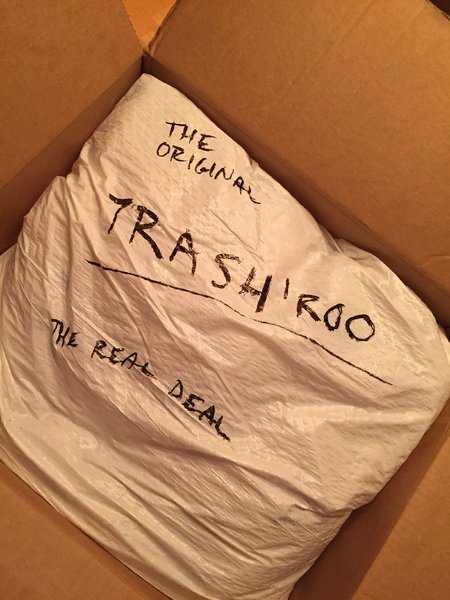 THE
ORIGINAL
TRASH'ROO
THE REAL DEAL